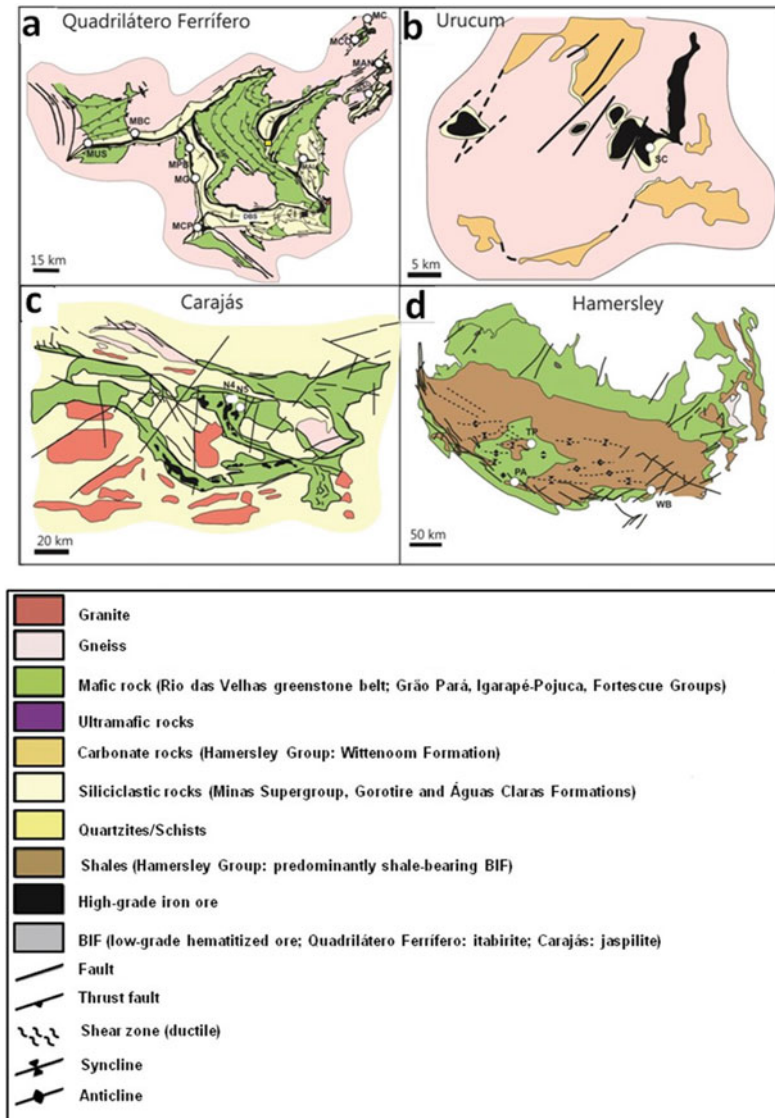 a Quadrilátero Ferrífero
MC
MCO
MAN
MBC
MUS
MPB
MG
MCP
DBS
15 km
b Urucum
SC
5 km
c Carajás
N4
N5
20 km
d Hamersley
TP
PA
WB
50 km
Granite
Gneiss
Mafic rock (Rio das Velhas greenstone belt; Grão Pará, Igarapé-Pojuca, Fortescue Groups)
Ultramafic rocks
Carbonate rocks (Hamersley Group: Wittenoom Formation)
Siliciclastic rocks (Minas Supergroup, Gorotire and Águas Claras Formations)
Quartzites/Schists
Shales (Hamersley Group: predominantly shale-bearing BIF)
High-grade iron ore
BIF (low-grade hematitized ore; Quadrilátero Ferrífero: itabirite; Carajás: jaspilite)
Fault
Thrust fault
Shear zone (ductile)
Syncline
Anticline